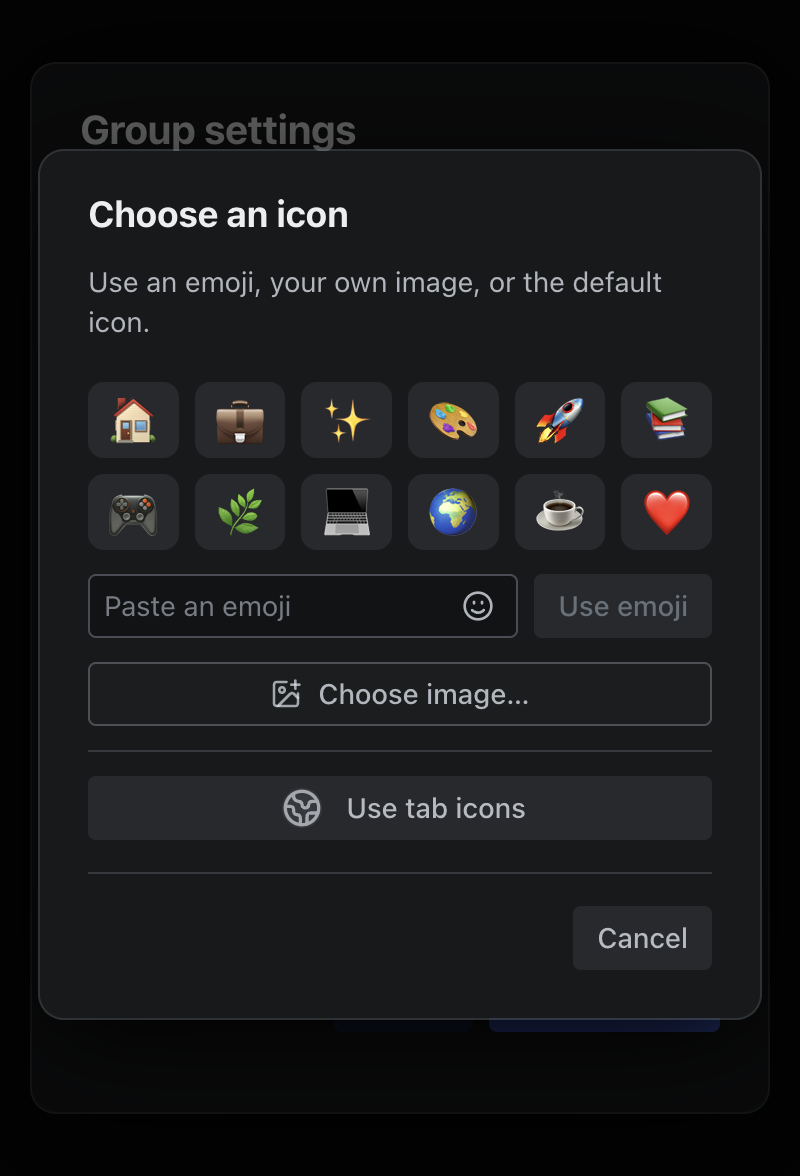 Group settings
Choose an icon
Use an emoji, your own image, or the default
icon.
Paste an emoji
Use emoji
Choose image...
Use tab icons
Cancel